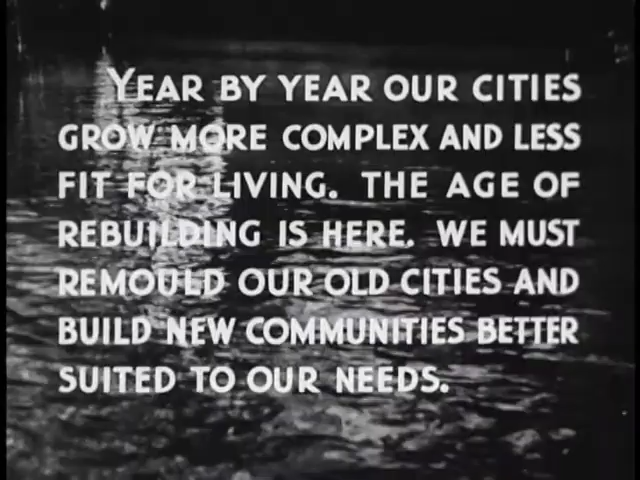 YEAR BY YEAR OUR CITIES
GROW MORE COMPLEX AND LESS
FIT FOR LIVING. THE AGE OF
REBUILDING IS HERE. WE MUST
REMOULD OUR OLD CITIES AND
BUILD NEW COMMUNITIES BETTER
SUITED TO OUR NEEDS.